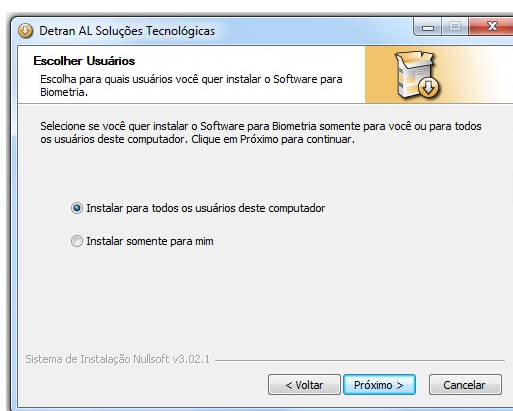 Detran AL Soluções Tecnológicas
Escolher Usuários
Escolha para quais usuários você quer instalar o Software para
Biometria.
Selecione se você quer instalar o Software para Biometria somente para você ou para todos
os usuários deste computador. Clique em Próximo para continuar.
Instalar para todos os usuários deste computador
Instalar somente para mim
Sistema de Instalação Nullsoft v3.02.1
< Voltar
Próximo >
Cancelar